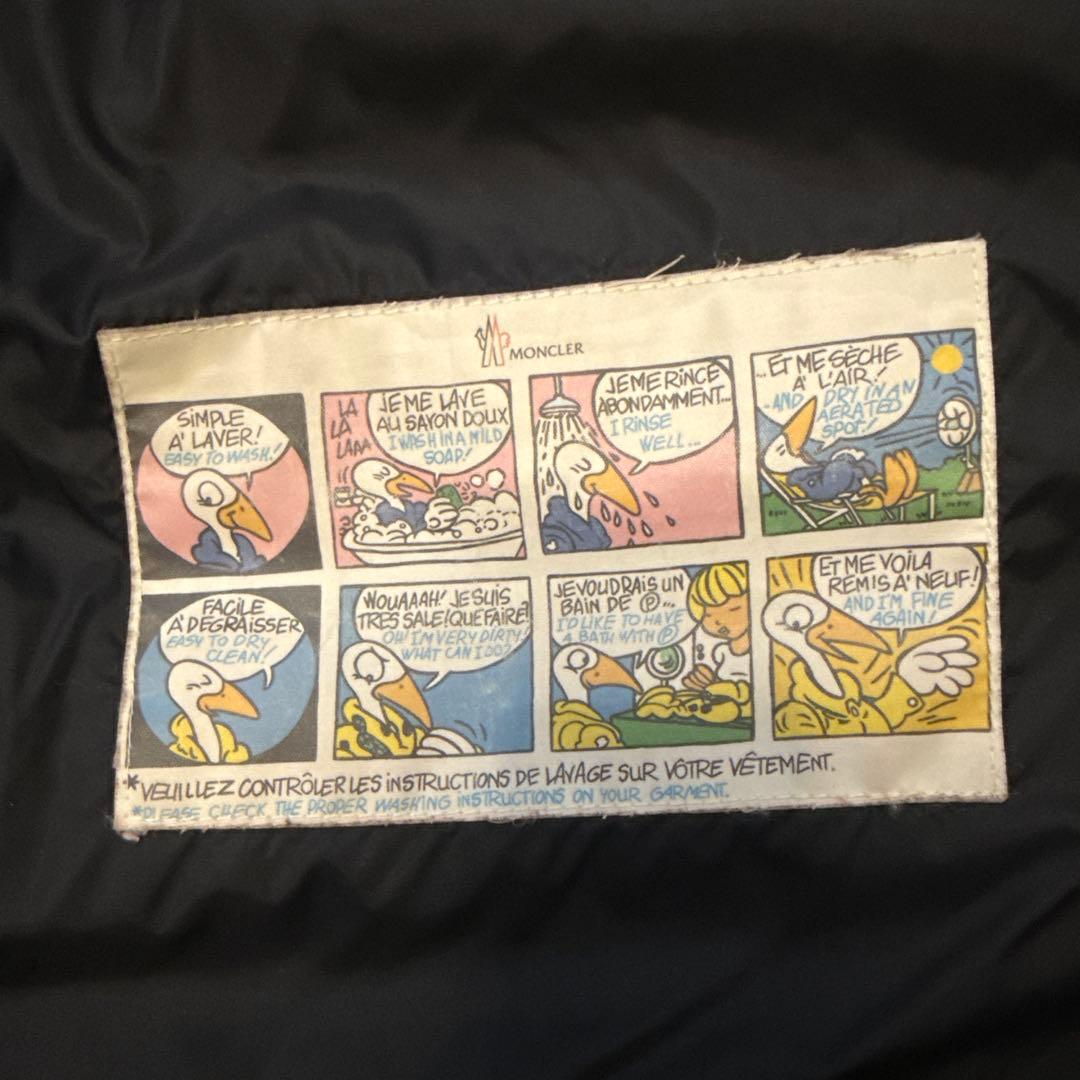 MONCLER
SiMPLE
A' LAVER!
EASY TO WASH!
LA
LA
LAAA
JE ME LAVE
AU SAVON DOUX
I WASH IN A MILD
SOAP!
JE ME RiNCE
ABONDAMMENT...
I RINSE
WELL...
...ET ME SÈCHE
A' L'AIR!
-AND DRY IN AN
AERATED
SPOT!
FACiLE
A' DÉGRAiSSER
EASY TO DRY
CLEAN!
WOUAAAH! JE SUiS
TRES SALE! QUE FAiRE?
OH! I'M VERY DIRTY!
WHAT CAN I DO?
JE VOUDRAiS UN
BAiN DE Ⓟ...
I'D LIKE TO HAVE
A BATH WITH Ⓟ
ET ME VOiLA
REMiS A' NEUF!
AND I'M FINE
AGAIN!
*VEUILLEZ CONTRÔLER LES iNSTRUCTiONS DE LAVAGE SUR VÔTRE VÊTEMENT.
*PLEASE CHECK THE PROPER WASHING INSTRUCTIONS ON YOUR GARMENT.